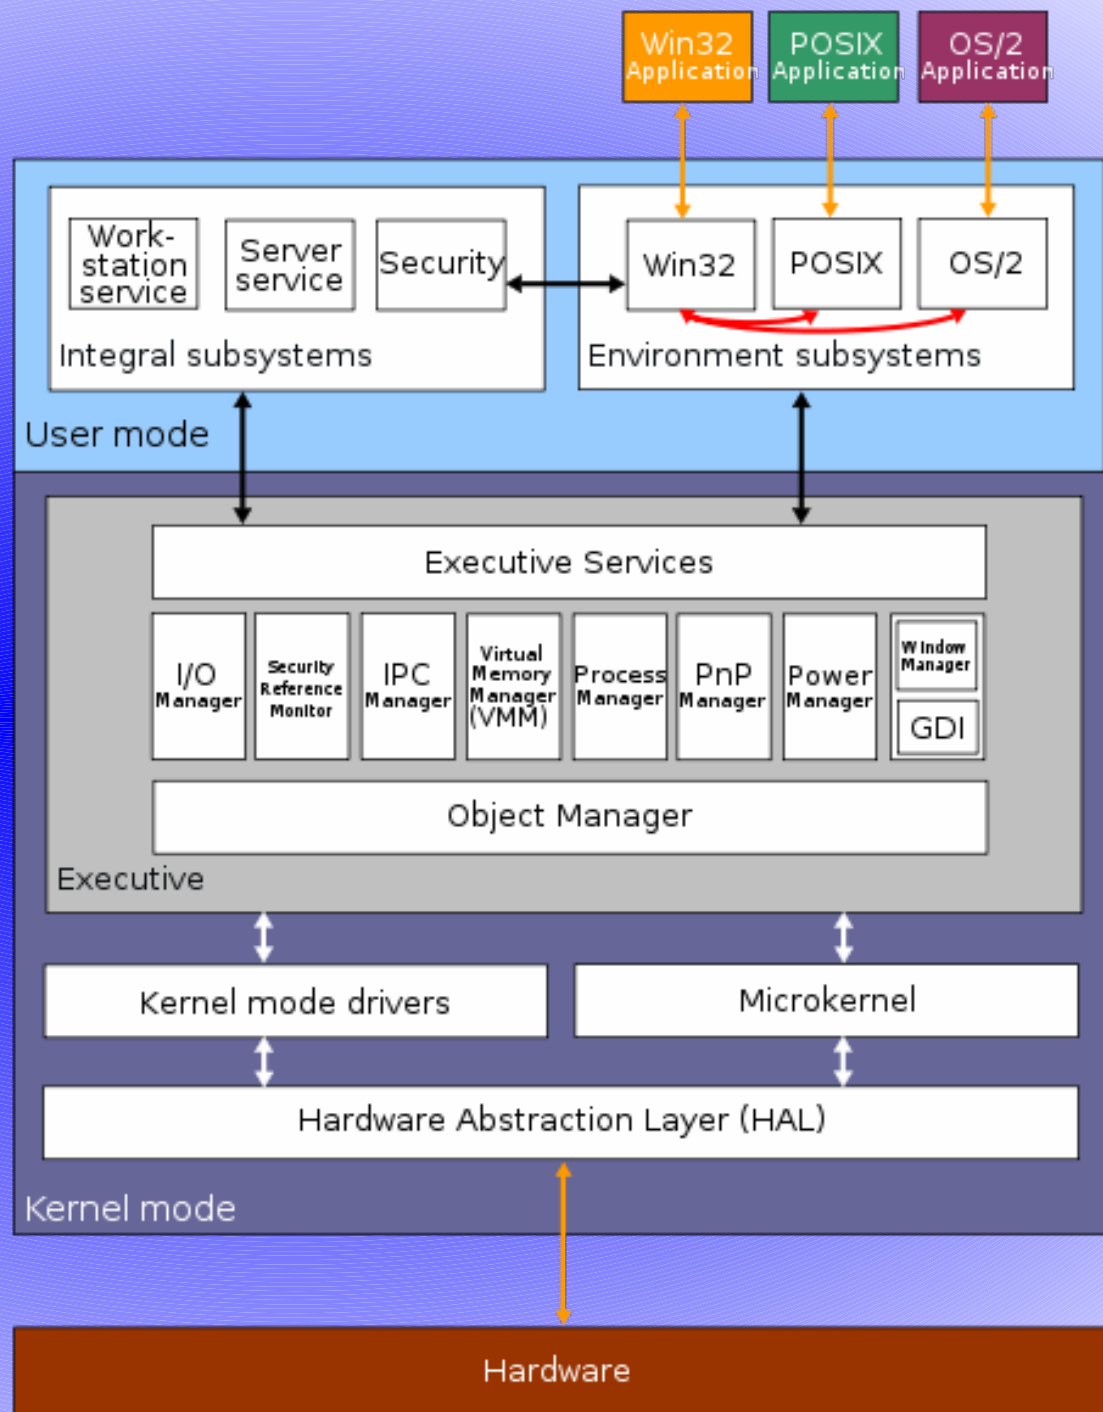 Win32
Application
POSIX
Application
OS/2
Application
Work-
station
service
Server
service
Security
Integral subsystems
Win32
POSIX
OS/2
Environment subsystems
User mode
Executive Services
I/O
Manager
Security
Reference
Monitor
IPC
Manager
Virtual
Memory
Manager
(VMM)
Process
Manager
PnP
Manager
Power
Manager
Window
Manager
GDI
Object Manager
Executive
Kernel mode drivers
Microkernel
Hardware Abstraction Layer (HAL)
Kernel mode
Hardware